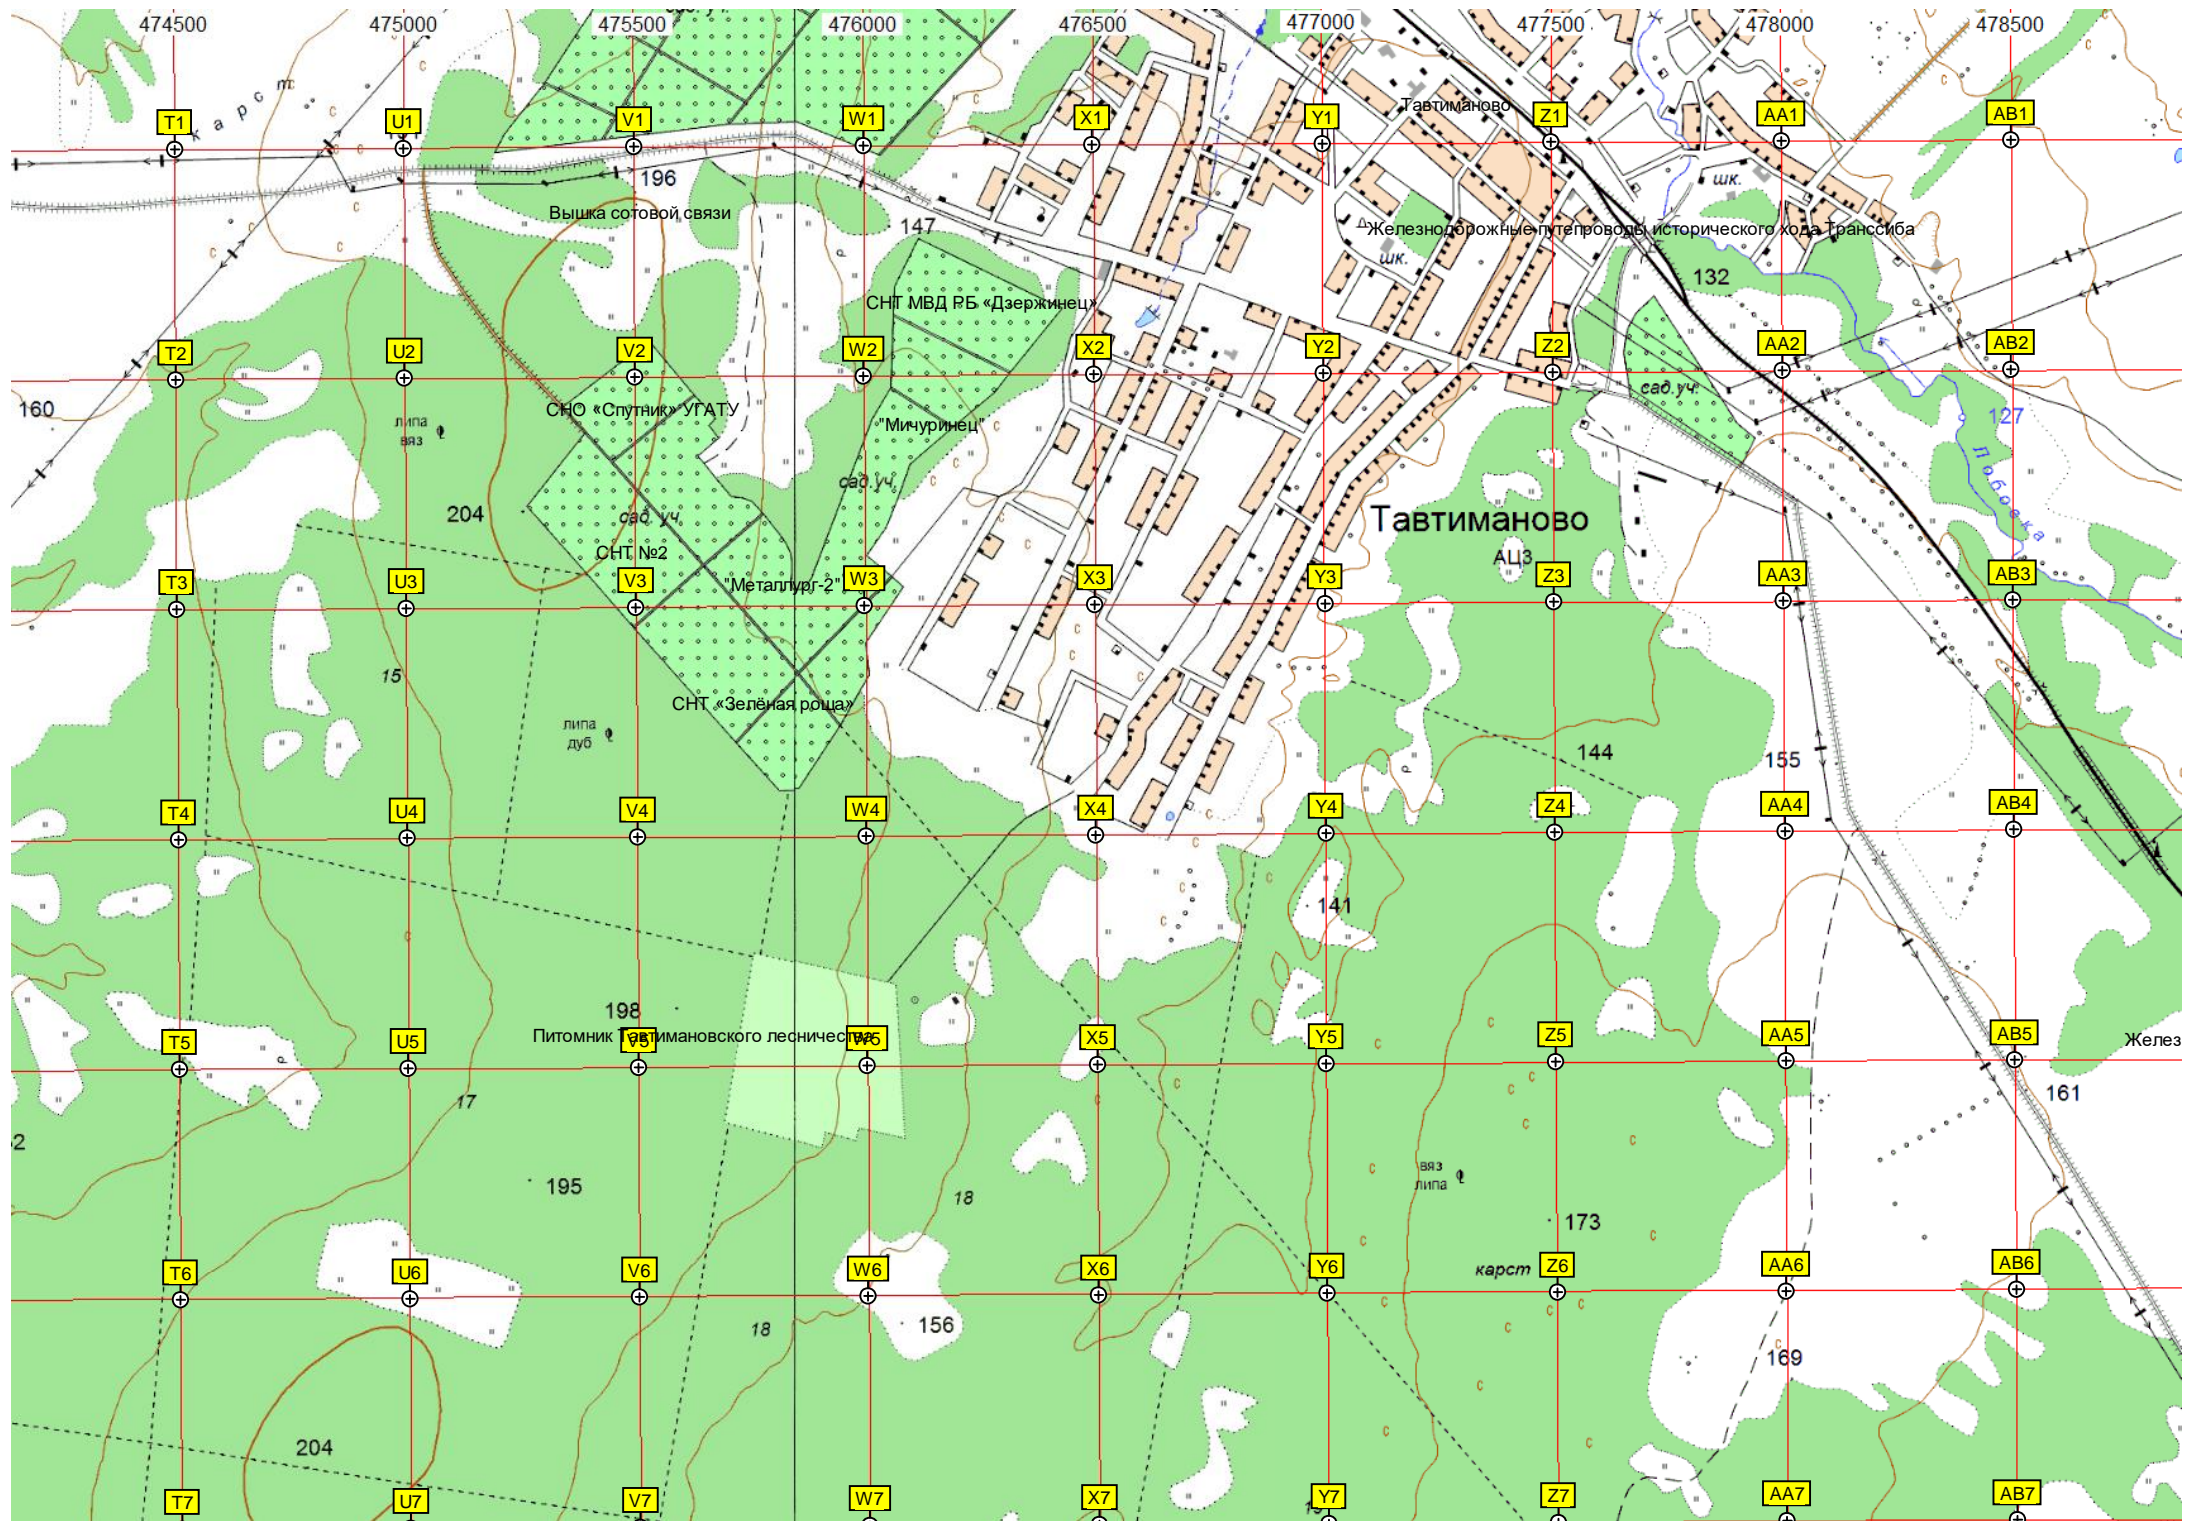 сад. уч.
474500 475000 475500 476000 476500 477000 477500 478000 478500
карст
Тавтиманово
T1 U1 V1 W1 X1 Y1 Z1 AA1 AB1
196
шк.
Вышка сотовой связи
147
Железнодорожные путепроводы исторического хода Транссиба
шк.
132
СНТ МВД РБ «Дзержинец»
T2 U2 V2 W2 X2 Y2 Z2 AA2 AB2
сад.уч.
160
СНО «Спутник» УГАТУ
липа
вяз
"Мичуринец"
127
Лобовка
сад.уч.
204
сад. уч.
Тавтиманово
СНТ №2
АЦЗ
"Металлург-2"
T3 U3 V3 W3 X3 Y3 Z3 AA3 AB3
15
СНТ «Зелёная роща»
липа
дуб
144
155
T4 U4 V4 W4 X4 Y4 Z4 AA4 AB4
141
198
Питомник Тавтимановского лесничества
T5 U5 V5 W5 X5 Y5 Z5 AA5 AB5
Желез
161
17
2
вяз
липа
195
18
173
карст
T6 U6 V6 W6 X6 Y6 Z6 AA6 AB6
18
156
169
204
T7 U7 V7 W7 X7 Y7 Z7 AA7 AB7